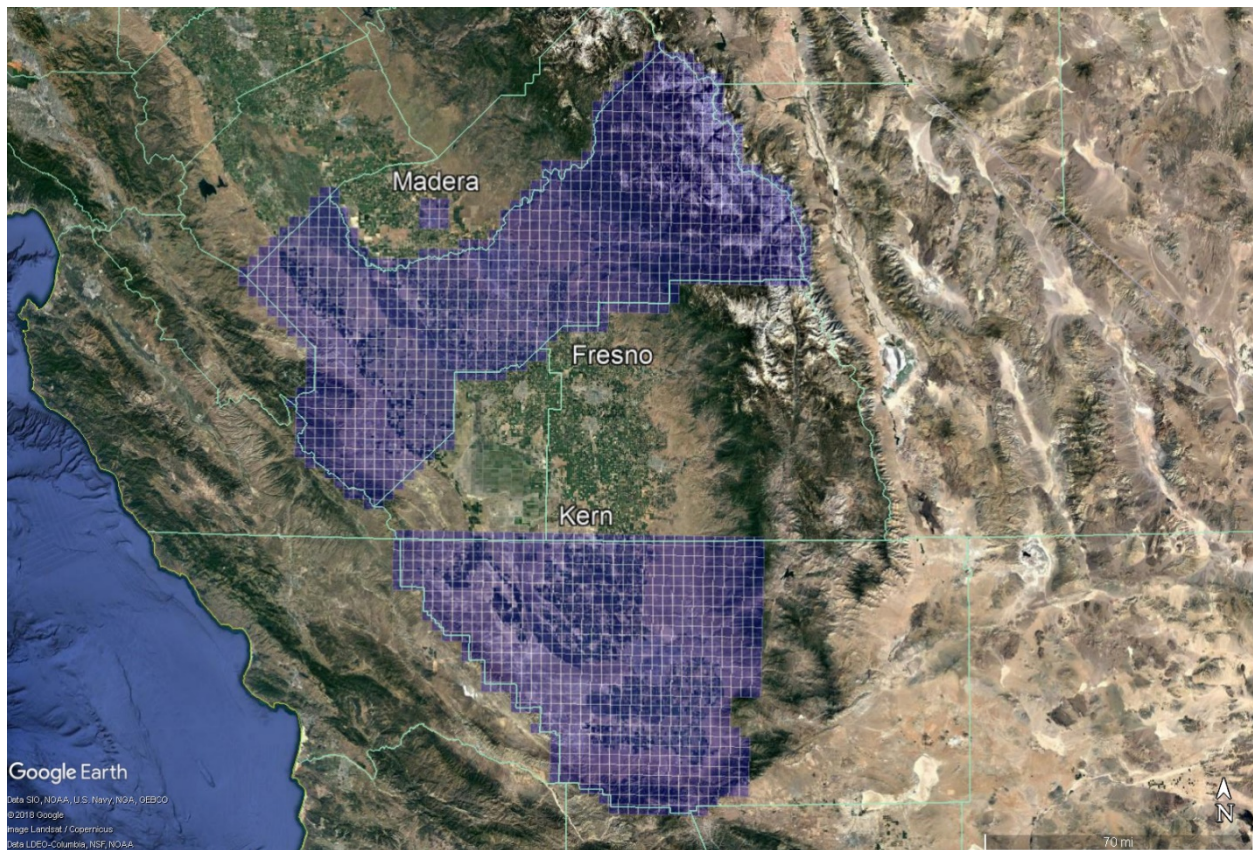 Madera
Fresno
Kern
Google Earth
Data SIO, NOAA, U.S. Navy, NGA, GEBCO
©2018 Google
Image Landsat / Copernicus
Data LDEO-Columbia, NSF, NOAA
N
70 mi